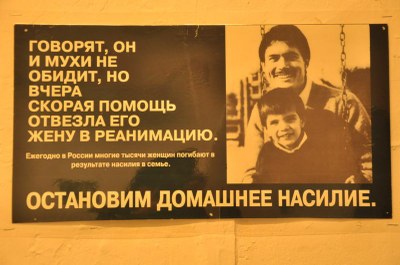 ГОВОРЯТ, ОН
И МУХИ НЕ
ОБИДИТ, НО
ВЧЕРА
СКОРАЯ ПОМОЩЬ
ОТВЕЗЛА ЕГО
ЖЕНУ В РЕАНИМАЦИЮ.
Ежегодно в России многие тысячи женщин погибают в
результате насилия в семье.
ОСТАНОВИМ ДОМАШНЕЕ НАСИЛИЕ.